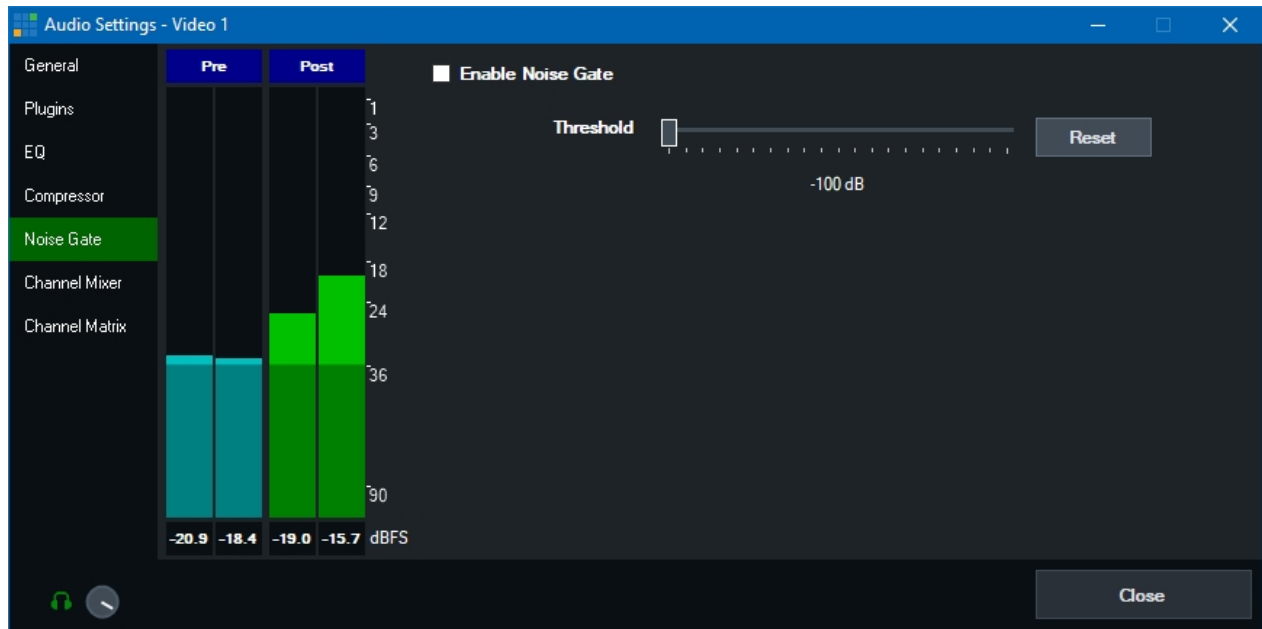 Audio Settings - Video 1
General
Plugins
EQ
Compressor
Noise Gate
Channel Mixer
Channel Matrix
Pre Post
1
3
6
9
12
18
24
36
90
-20.9 -18.4 -19.0 -15.7 dBFS
Enable Noise Gate
Threshold
Reset
-100 dB
Close